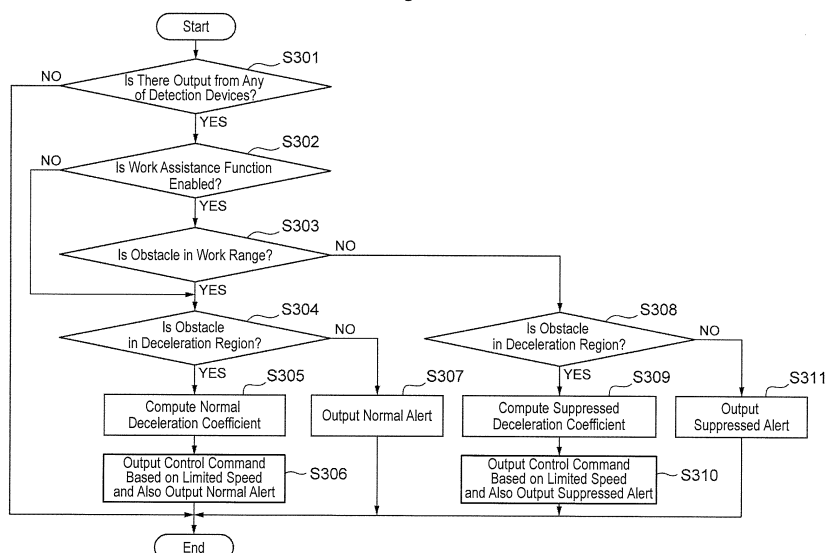 Start
S301
NO
Is There Output from Any
of Detection Devices?
YES
S302
NO
Is Work Assistance Function
Enabled?
YES
S303
Is Obstacle in Work Range?
NO
YES
S304
Is Obstacle
in Deceleration Region?
NO
YES
S308
Is Obstacle
in Deceleration Region?
NO
YES
S305
Compute Normal
Deceleration Coefficient
S307
Output Normal Alert
S309
Compute Suppressed
Deceleration Coefficient
S311
Output
Suppressed Alert
Output Control Command
Based on Limited Speed
and Also Output Normal Alert
S306
Output Control Command
Based on Limited Speed
and Also Output Suppressed Alert
S310
End